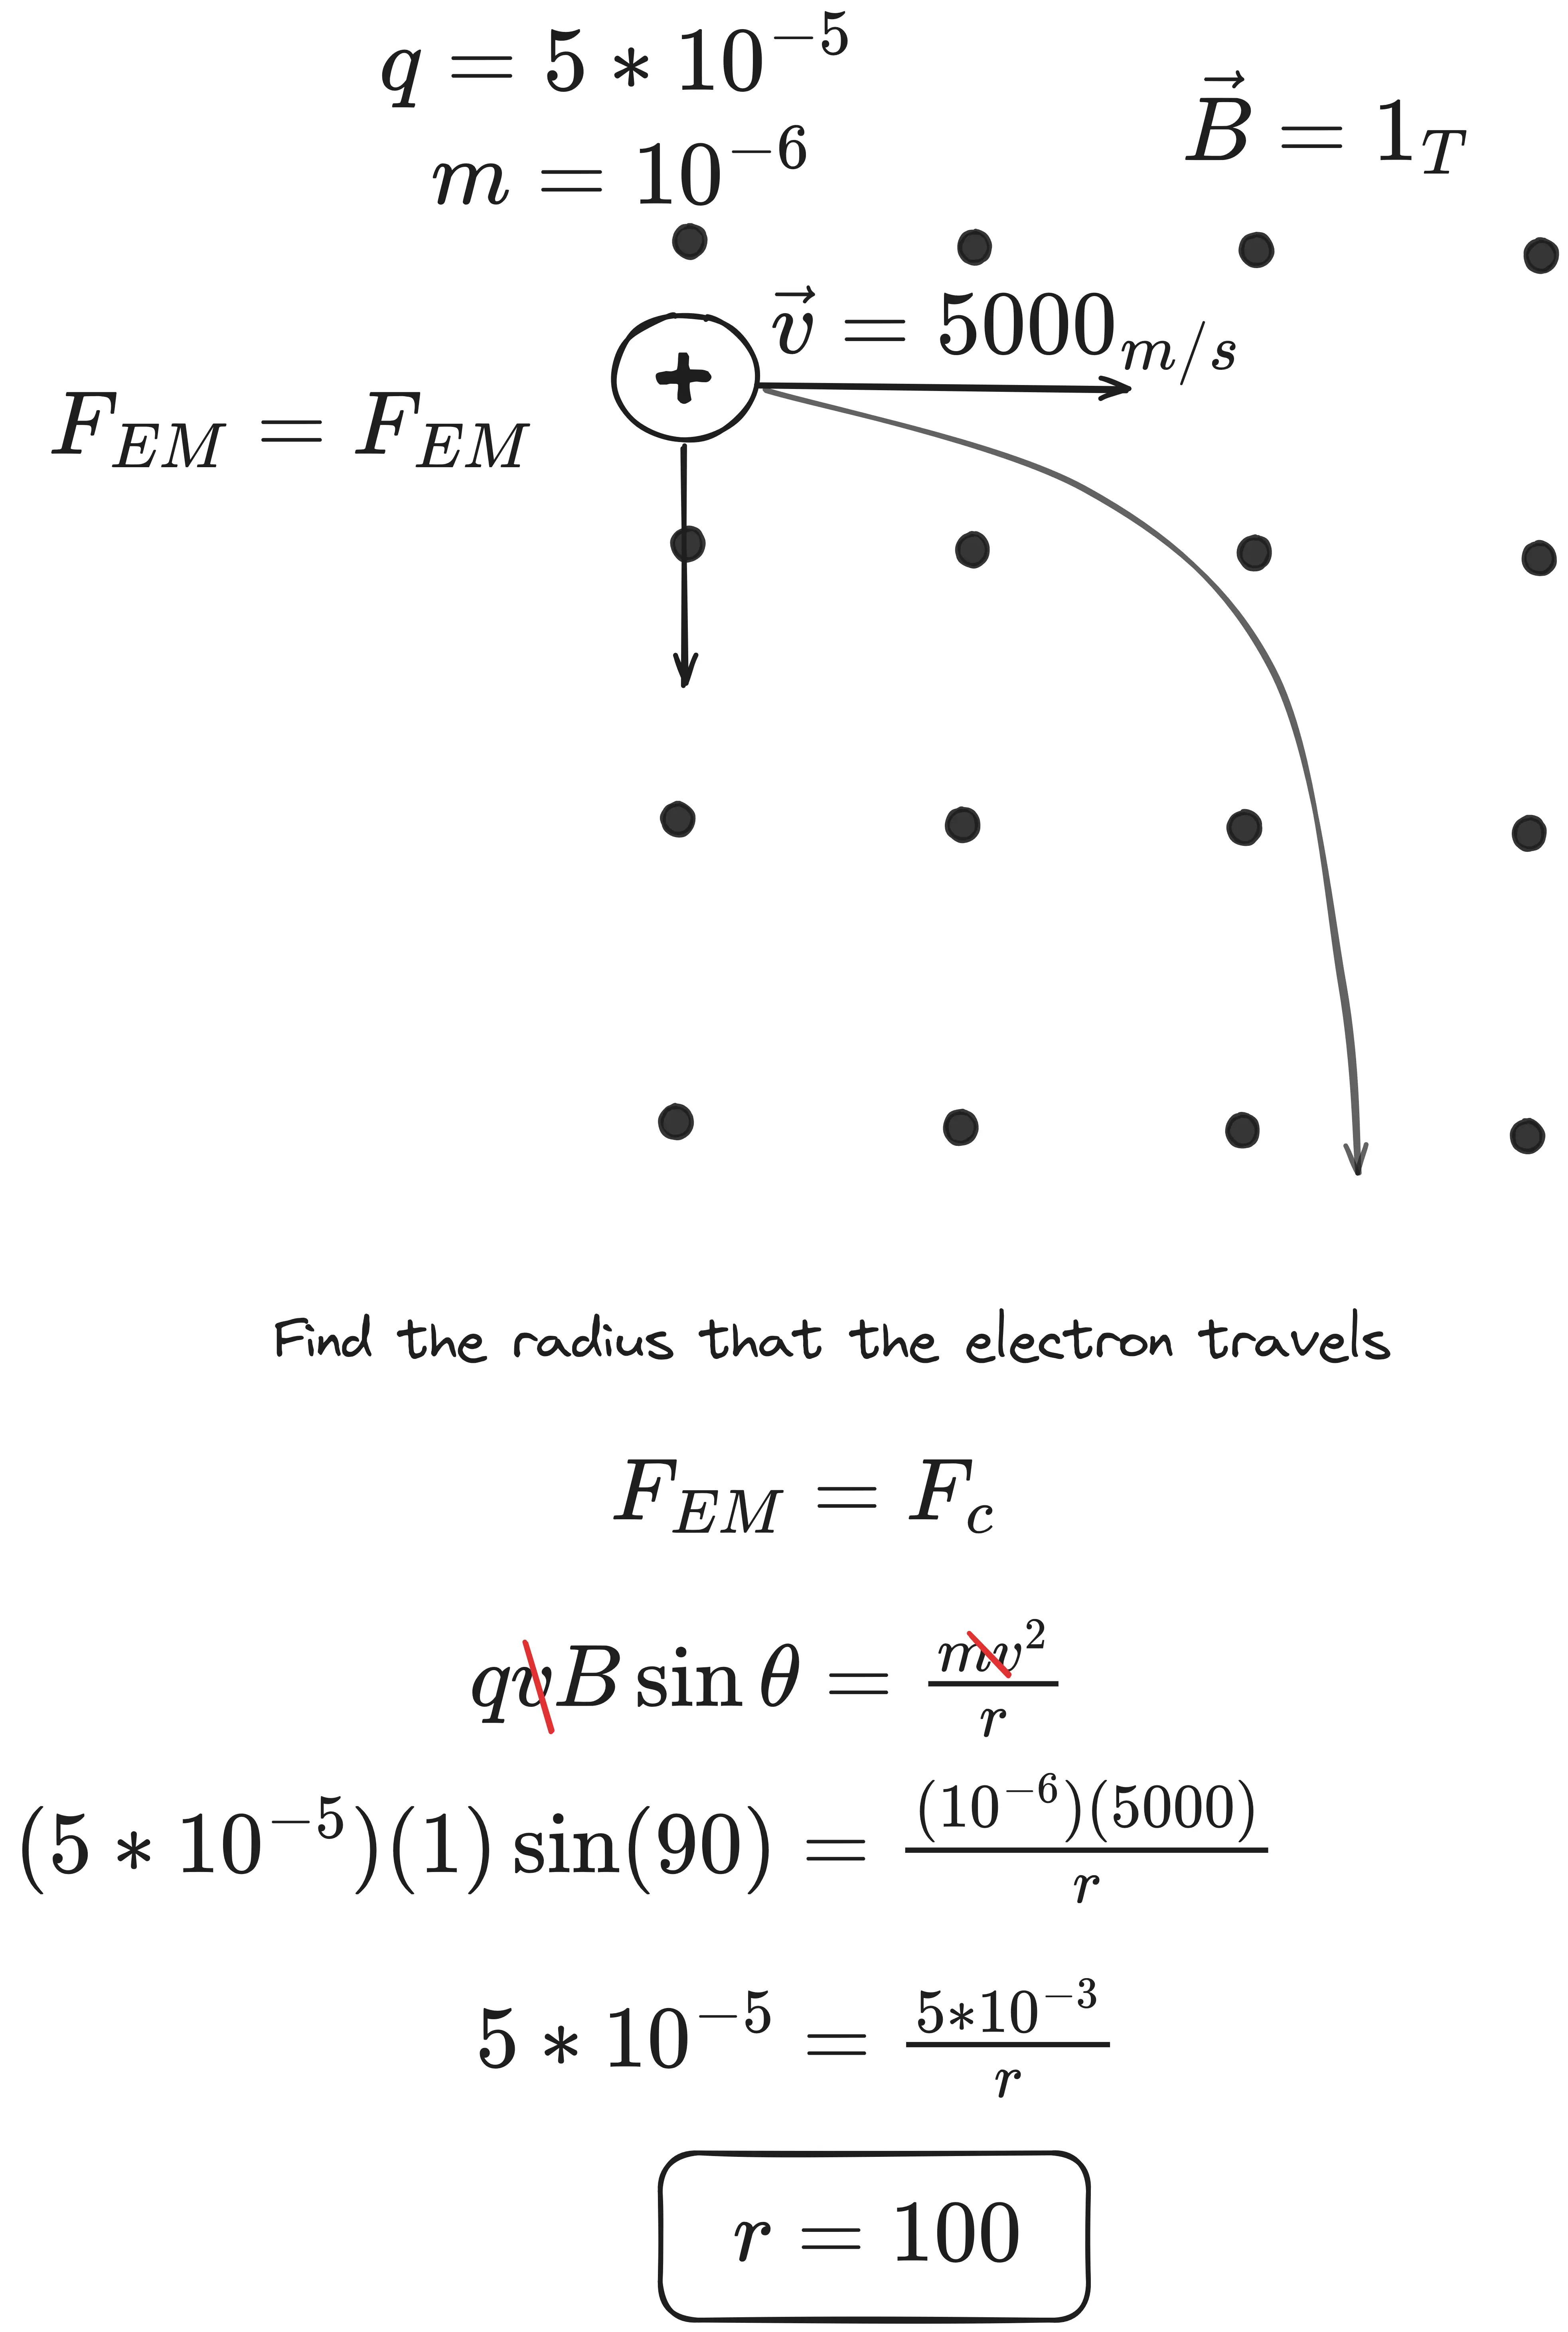 q = 5 * 10^{-5}
m = 10^{-6}
\vec{B} = 1_T
\vec{v} = 5000_{m/s}
+
F_{EM} = F_{EM}
Find the radius that the electron travels
F_{EM} = F_c
qvB sin θ = \frac{mv^2}{r}
(5 * 10^{-5})(1) sin(90) = \frac{(10^{-6})(5000)}{r}
5 * 10^{-5} = \frac{5*10^{-3}}{r}
r = 100